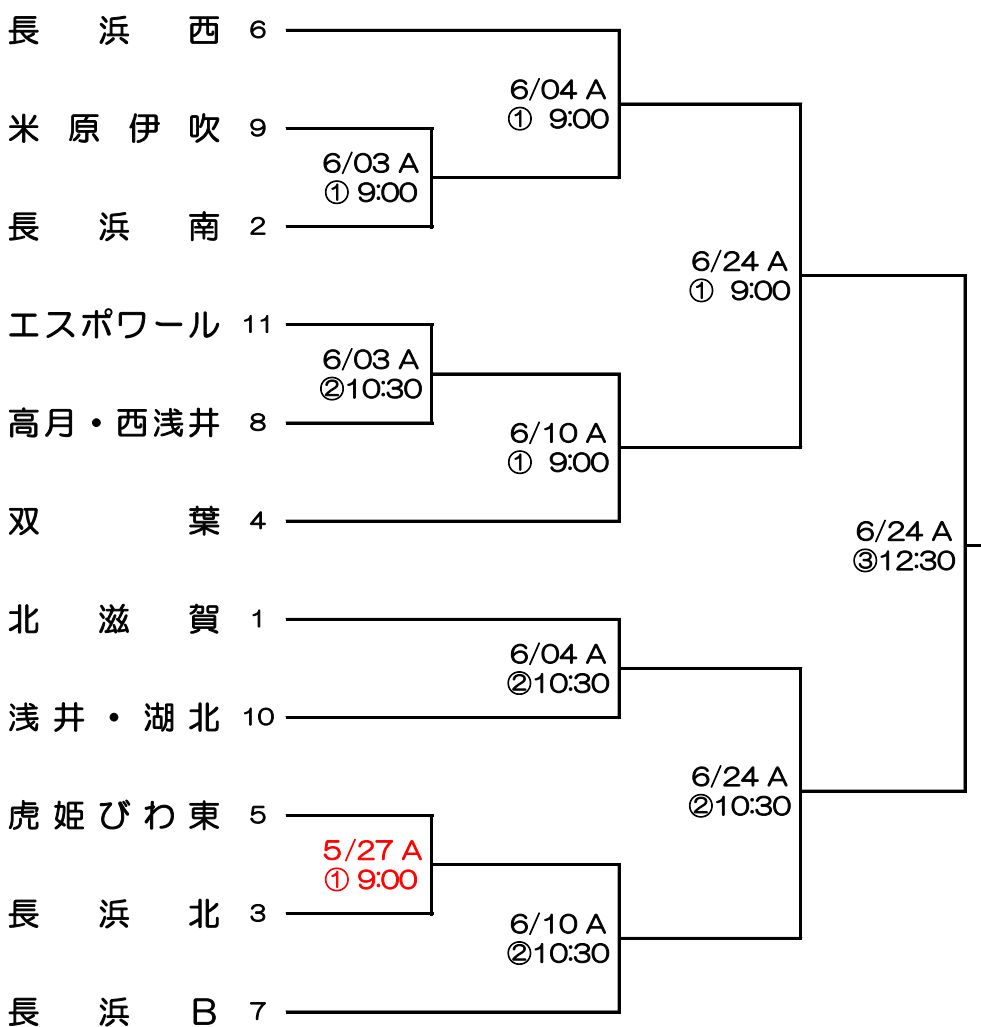 長浜西 6
6/04 A
① 9:00
米原伊吹 9
6/03 A
① 9:00
長浜南 2
6/24 A
① 9:00
エスポワール 11
6/03 A
②10:30
高月・西浅井 8
6/10 A
① 9:00
双葉 4
6/24 A
③12:30
北滋賀 1
6/04 A
②10:30
浅井・湖北 10
6/24 A
②10:30
虎姫びわ東 5
5/27 A
① 9:00
長浜北 3
6/10 A
②10:30
長浜B 7